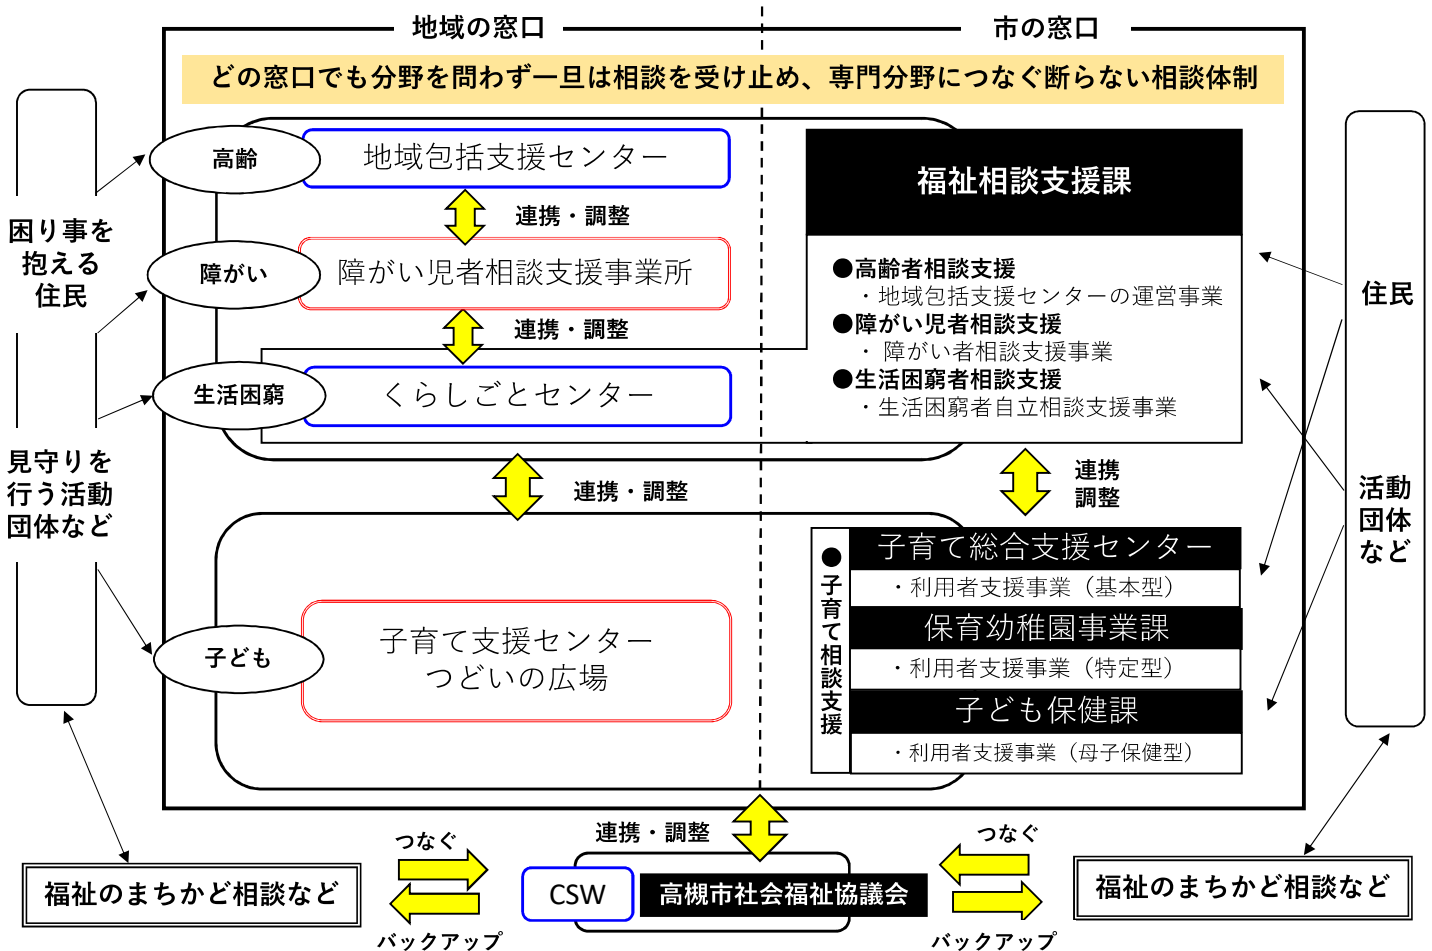 地域の窓口
市の窓口
どの窓口でも分野を問わず一旦は相談を受け止め、専門分野につなぐ断らない相談体制
困り事を
抱える
住民
見守りを
行う活動
団体など
高齢
地域包括支援センター
連携・調整
障がい
障がい児者相談支援事業所
連携・調整
生活困窮
くらしごとセンター
連携・調整
子ども
子育て支援センター
つどいの広場
福祉相談支援課
●高齢者相談支援
・地域包括支援センターの運営事業
●障がい児者相談支援
・ 障がい者相談支援事業
●生活困窮者相談支援
・生活困窮者自立相談支援事業
連携
調整
●子育て相談支援
子育て総合支援センター
・利用者支援事業（基本型）
保育幼稚園事業課
・利用者支援事業（特定型）
子ども保健課
・利用者支援事業（母子保健型）
住民
活動
団体
など
連携・調整
福祉のまちかど相談など
つなぐ
バックアップ
CSW
高槻市社会福祉協議会
つなぐ
バックアップ
福祉のまちかど相談など